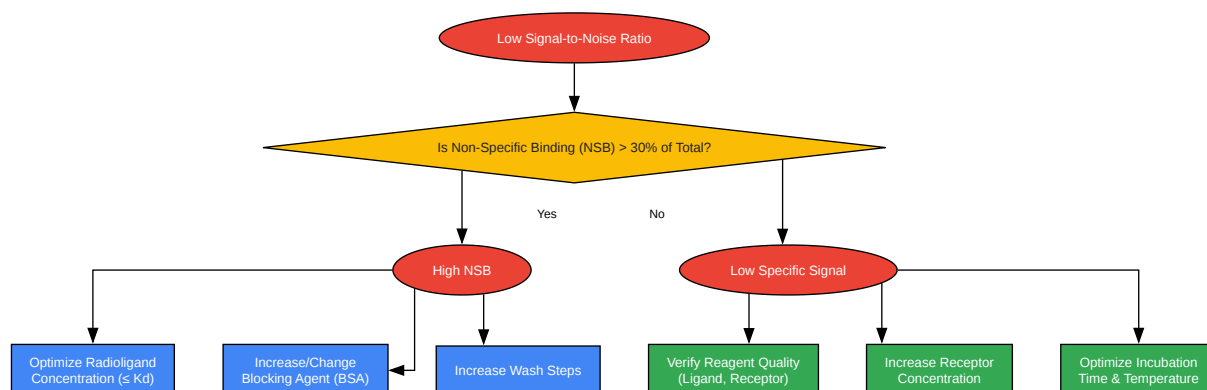 Low Signal-to-Noise Ratio
Is Non-Specific Binding (NSB) > 30% of Total?
Yes
No
High NSB
Low Specific Signal
Optimize Radioligand
Concentration (≤ Kd)
Increase/Change
Blocking Agent (BSA)
Increase Wash Steps
Verify Reagent Quality
(Ligand, Receptor)
Increase Receptor
Concentration
Optimize Incubation
Time & Temperature